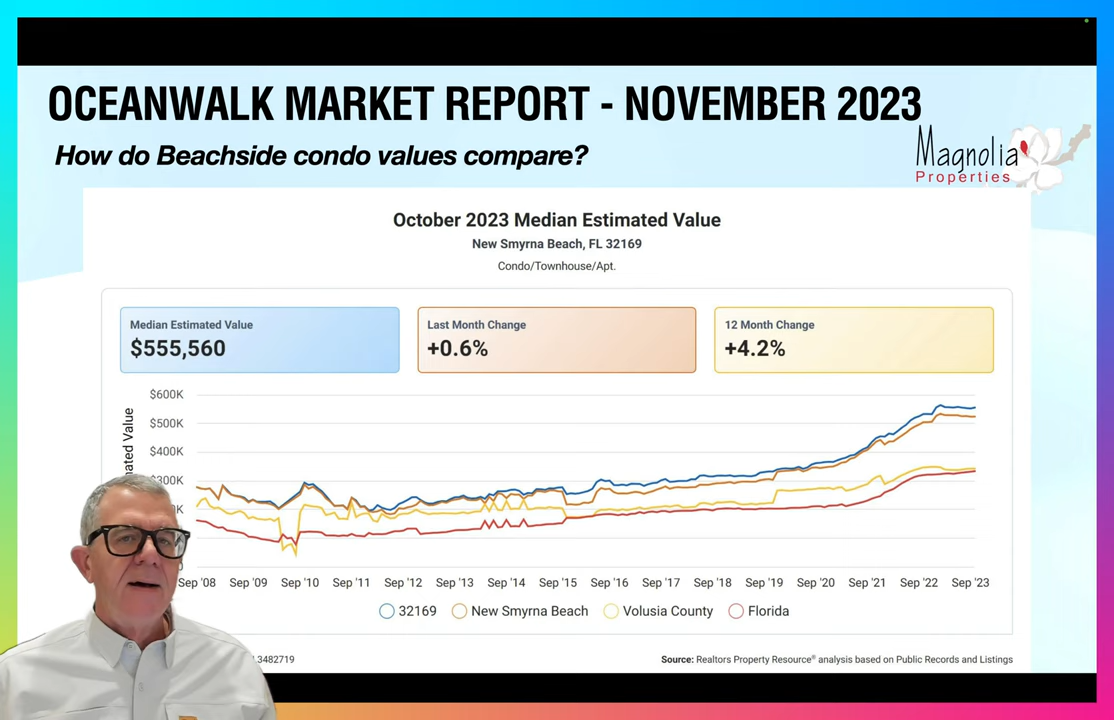 OCEANWALK MARKET REPORT - NOVEMBER 2023
How do Beachside condo values compare?
Magnolia
Properties
October 2023 Median Estimated Value
New Smyrna Beach, FL 32169
Condo/Townhouse/Apt.
Median Estimated Value
$555,560
Last Month Change
+0.6%
12 Month Change
+4.2%
$600K
$500K
$400K
Value
Sep '08 Sep '09 Sep '10 Sep '11 Sep '12 Sep '13 Sep '14 Sep '15 Sep '16 Sep '17 Sep '18 Sep '19 Sep '20 Sep '21 Sep '22 Sep '23
32169 New Smyrna Beach Volusia County Florida
.3482719
Source: Realtors Property Resource® analysis based on Public Records and Listings